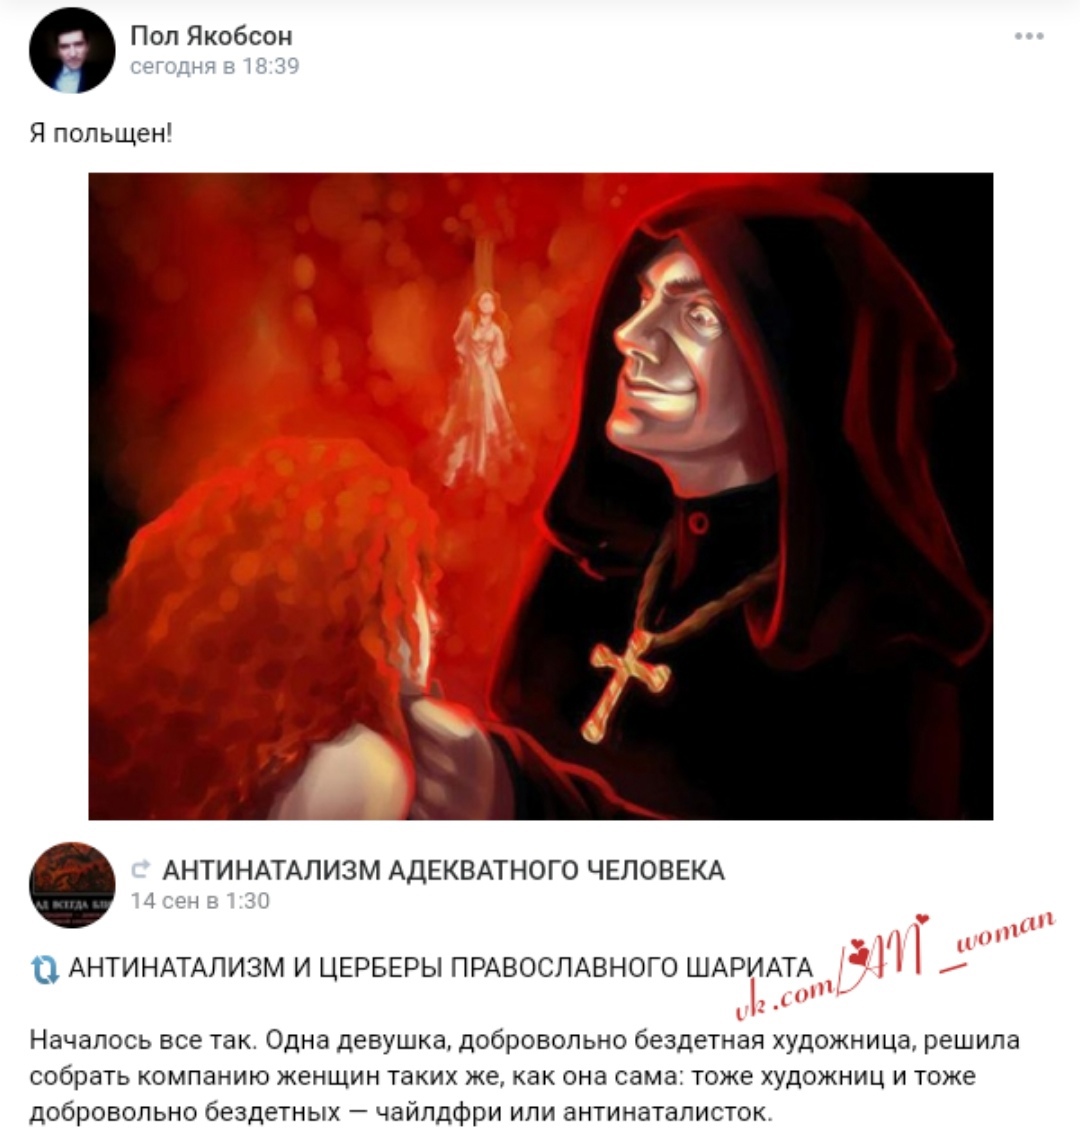 Пол Якобсон
сегодня в 18:39
Я польщен!
АНТИНАТАЛИЗМ АДЕКВАТНОГО ЧЕЛОВЕКА
14 сен в 1:30
АНТИНАТАЛИЗМ И ЦЕРБЕРЫ ПРАВОСЛАВНОГО ШАРИАТА
vk.com/AN_woman
Началось все так. Одна девушка, добровольно бездетная художница, решила
собрать компанию женщин таких же, как она сама: тоже художниц и тоже
добровольно бездетных — чайлдфри или антинаталисток.